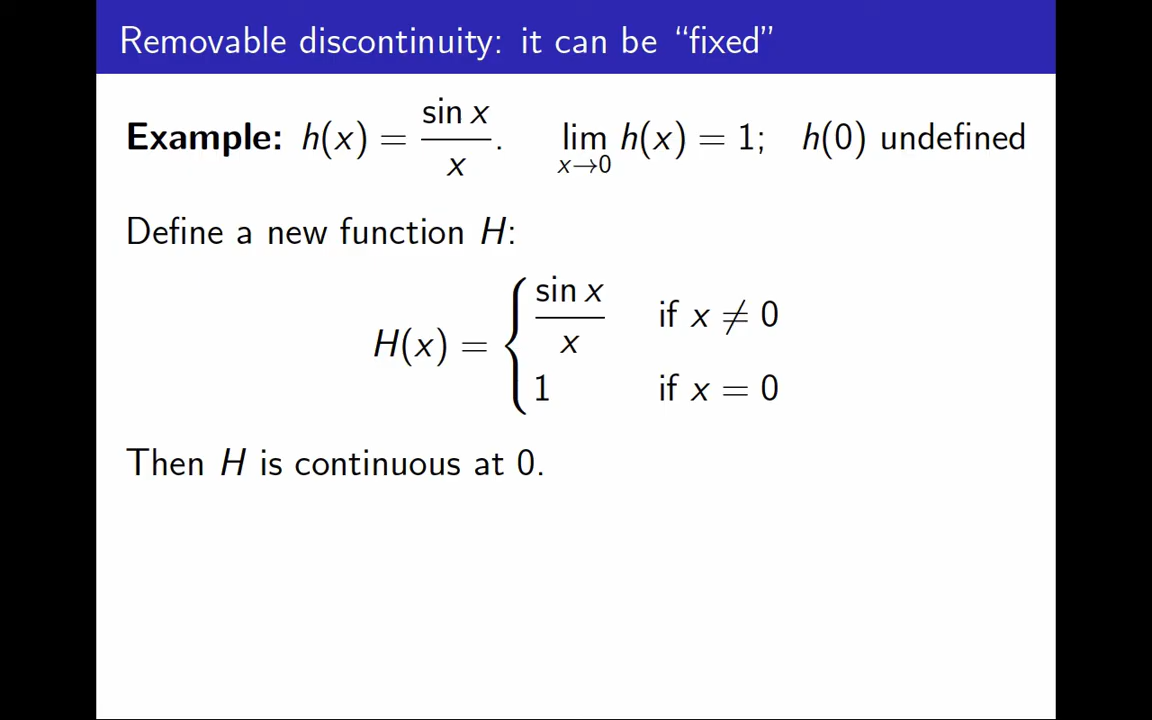 Removable discontinuity: it can be “fixed”
Example: h(x) = sin x / x. lim x→0 h(x) = 1; h(0) undefined
Define a new function H:
H(x) = { sin x / x if x ≠ 0
1 if x = 0
Then H is continuous at 0.